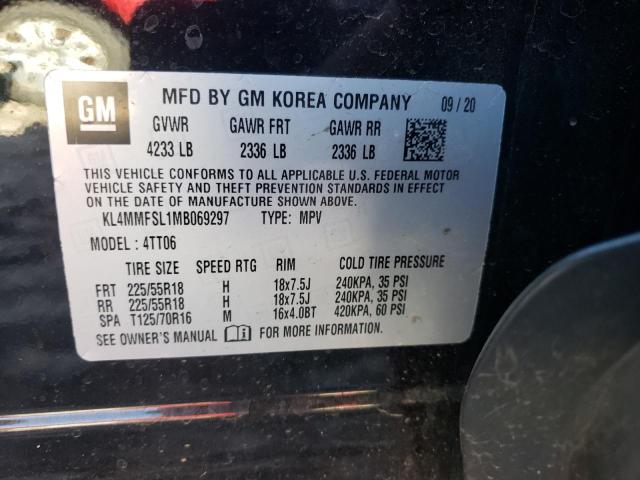 GM MFD BY GM KOREA COMPANY 09/20
GVWR GAWR FRT GAWR RR
4233 LB 2336 LB 2336 LB
THIS VEHICLE CONFORMS TO ALL APPLICABLE U.S. FEDERAL MOTOR
VEHICLE SAFETY AND THEFT PREVENTION STANDARDS IN EFFECT
ON THE DATE OF MANUFACTURE SHOWN ABOVE.
KL4MMFSL1MB069297 TYPE: MPV
MODEL: 4TT06
TIRE SIZE SPEED RTG RIM COLD TIRE PRESSURE
FRT 225/55R18 H 18x7.5J 240KPA, 35 PSI
RR 225/55R18 H 18x7.5J 240KPA, 35 PSI
SPA T125/70R16 M 16x4.0BT 420KPA, 60 PSI
SEE OWNER'S MANUAL FOR MORE INFORMATION.